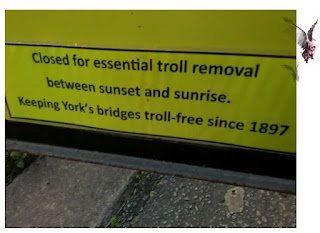 Closed for essential troll removal
between sunset and sunrise.
Keeping York's bridges troll-free since 1897